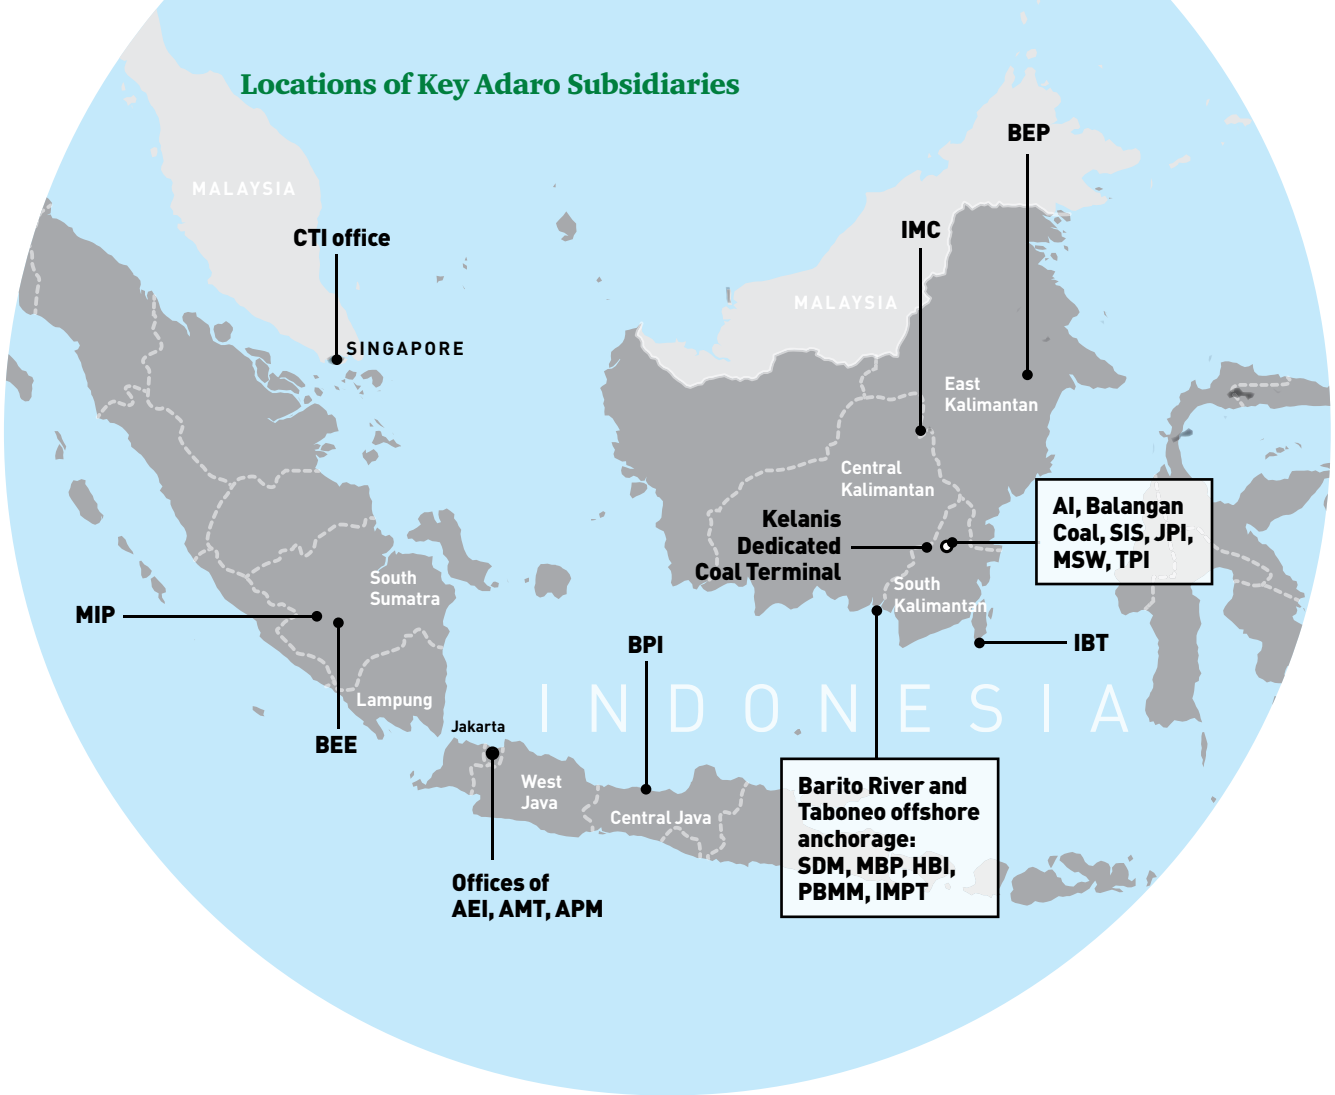 Locations of Key Adaro Subsidiaries
BEP
MALAYSIA
IMC
CTI office
MALAYSIA
SINGAPORE
East
Kalimantan
Central
Kalimantan
AI, Balangan
Coal, SIS, JPI,
MSW, TPI
Kelanis
Dedicated
Coal Terminal
South
Sumatra
South
Kalimantan
MIP
BPI
IBT
Lampung
INDONESIA
Jakarta
BEE
West
Java
Central Java
Barito River and
Taboneo offshore
anchorage:
SDM, MBP, HBI,
PBMM, IMPT
Offices of
AEI, AMT, APM